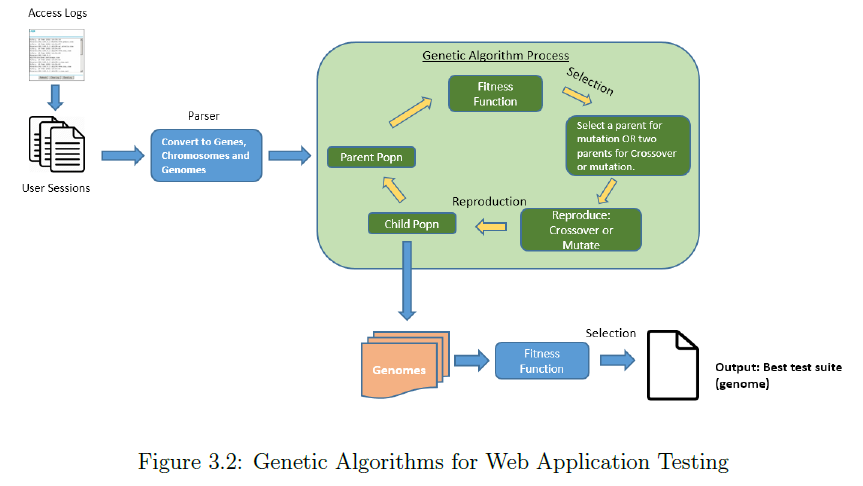 Access Logs
User Sessions
Parser
Convert to Genes,
Chromosomes and
Genomes
Genetic Algorithm Process
Fitness
Function
Selection
Select a parent for
mutation OR two
parents for Crossover
or mutation.
Parent Popn
Reproduction
Reproduce:
Crossover or
Mutate
Child Popn
Genomes
Fitness
Function
Selection
Output: Best test suite
(genome)
Figure 3.2: Genetic Algorithms for Web Application Testing